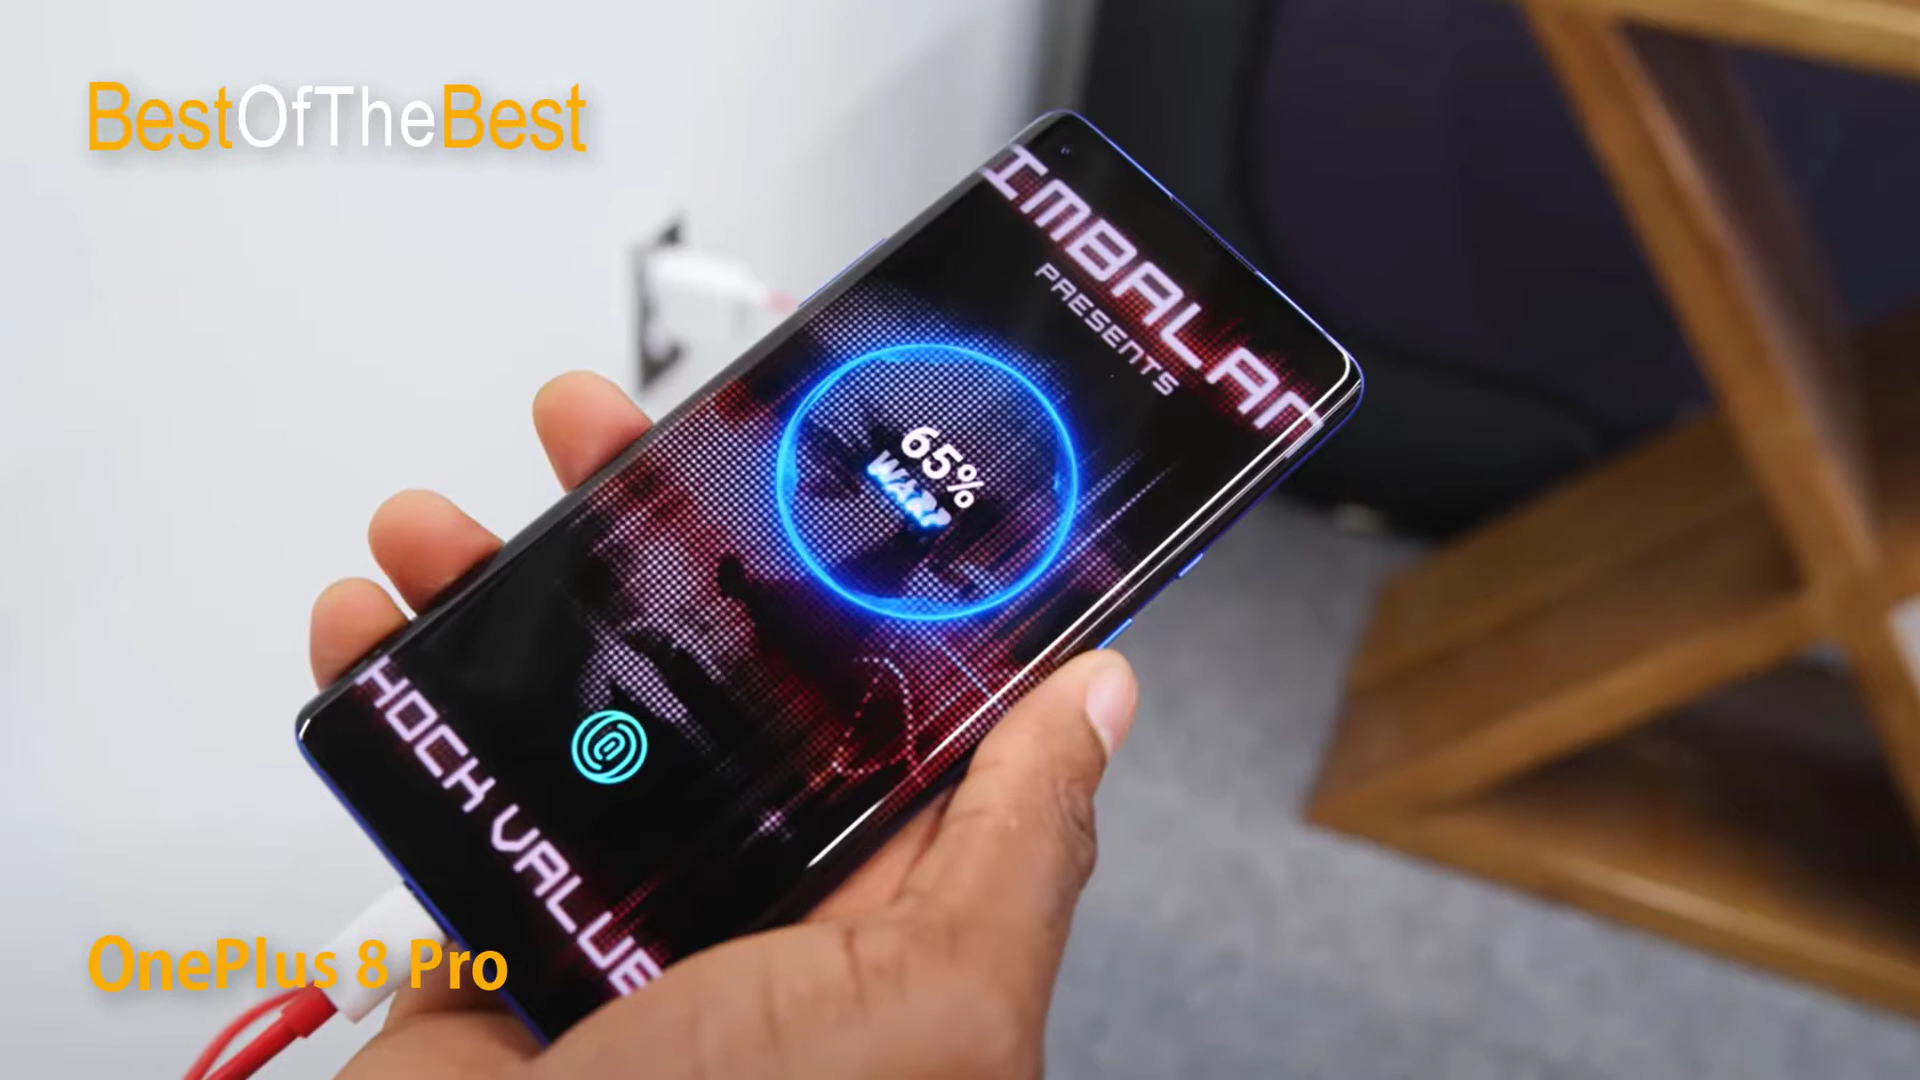 BestOfTheBest
IMBALAN
PRESENTS
65%
WARP
HOCK VALUE
OnePlus 8 Pro